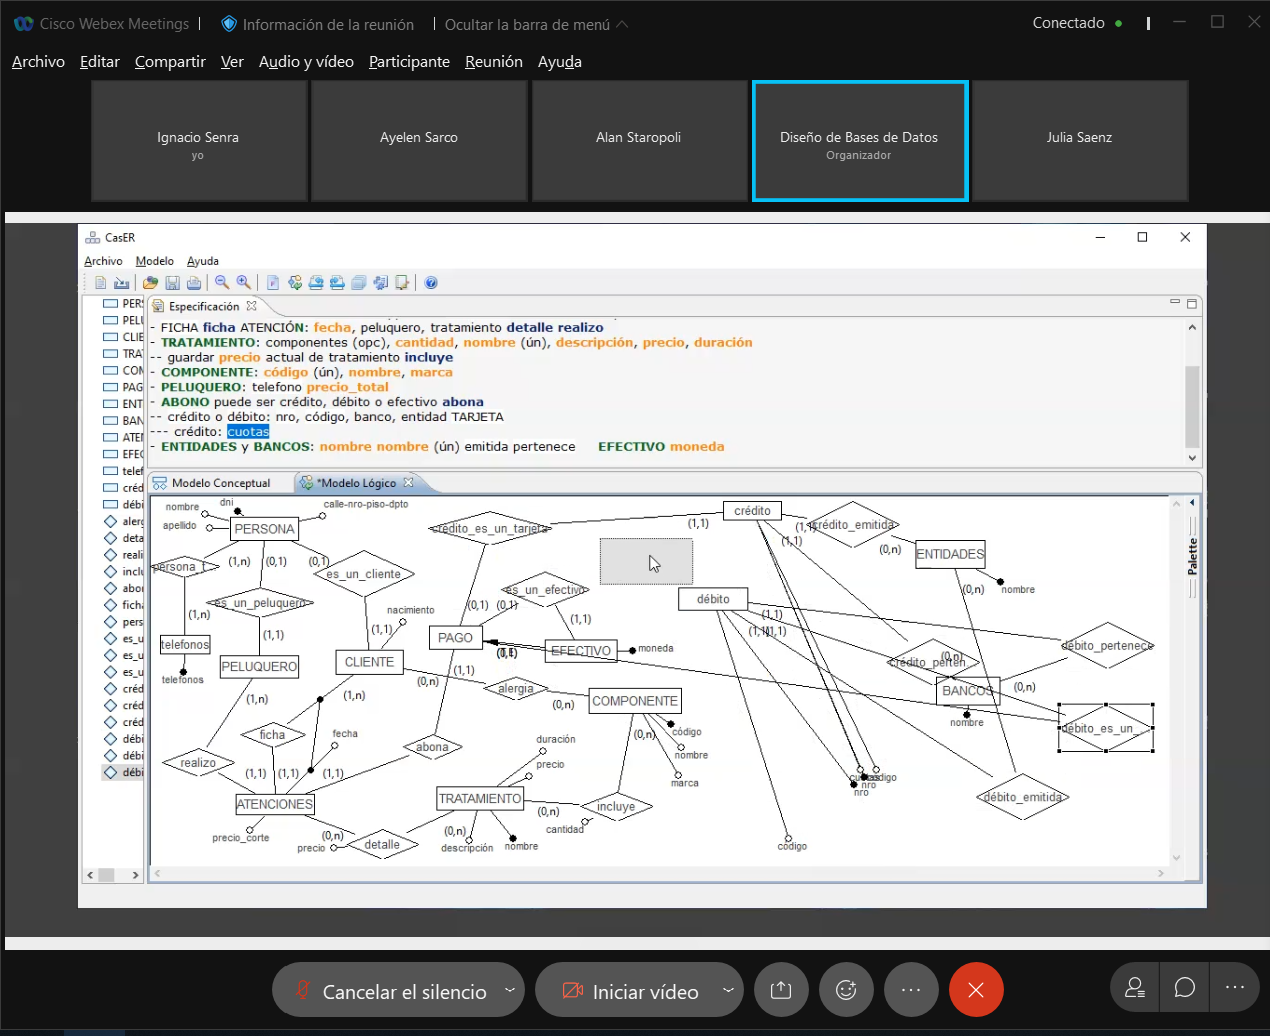 Cisco Webex Meetings
Información de la reunión
Ocultar la barra de menú
Conectado
Archivo Editar Compartir Ver Audio y vídeo Participante Reunión Ayuda
Ignacio Senra
yo
Ayelen Sarco
Alan Staropoli
Diseño de Bases de Datos
Organizador
Julia Saenz
CasER
Archivo Modelo Ayuda
PERS
PELU
CLIE
TRA
COM
PAG
ENT
BAN
ATEN
EFEC
telef
créd
débi
alerg
deta
reali
inclu
abor
ficha
pers
es_u
es_u
es_u
créd
créd
créd
débi
débi
débi
Especificación
- FICHA ficha ATENCIÓN: fecha, peluquero, tratamiento detalle realizo
- TRATAMIENTO: componentes (opc), cantidad, nombre (ún), descripción, precio, duración
-- guardar precio actual de tratamiento incluye
- COMPONENTE: código (ún), nombre, marca
- PELUQUERO: telefono precio_total
- ABONO puede ser crédito, débito o efectivo abona
-- crédito o débito: nro, código, banco, entidad TARJETA
--- crédito: cuotas
- ENTIDADES y BANCOS: nombre nombre (ún) emitida pertenece EFECTIVO moneda
Modelo Conceptual
*Modelo Lógico
Palette
nombre
dni
calle-nro-piso-dpto
apellido
PERSONA
crédito_es_un_tarjeta
(1,1)
crédito
(1,1)
crédito_emitida
(1,1)
(0,n)
ENTIDADES
persona_t
(1,n)
(0,1)
(0,1)
es_un_cliente
es_un_efectivo
(0,n)
nombre
es_un_peluquero
nacimiento
(0,1)
(0,1)
débito
(1,n)
(1,1)
(1,1)
(1,1)
(1,1)
(1,1)
(1,1)
telefonos
PAGO
EFECTIVO
moneda
débito_pertenece
PELUQUERO
CLIENTE
(1,1)
crédito_perten...
(0,n)
telefonos
(0,n)
alergia
(0,n)
COMPONENTE
BANCOS
(0,n)
(1,n)
(1,n)
nombre
ficha
fecha
abona
duración
(0,n)
código
débito_es_un_...
realizo
precio
nombre
(1,1)
(1,1)
(1,1)
marca
cuotas
código
nro
nro
ATENCIONES
TRATAMIENTO
(0,n)
incluye
débito_emitida
precio_corte
(0,n)
precio
detalle
(0,n)
descripción
nombre
cantidad
código
Cancelar el silencio
Iniciar vídeo